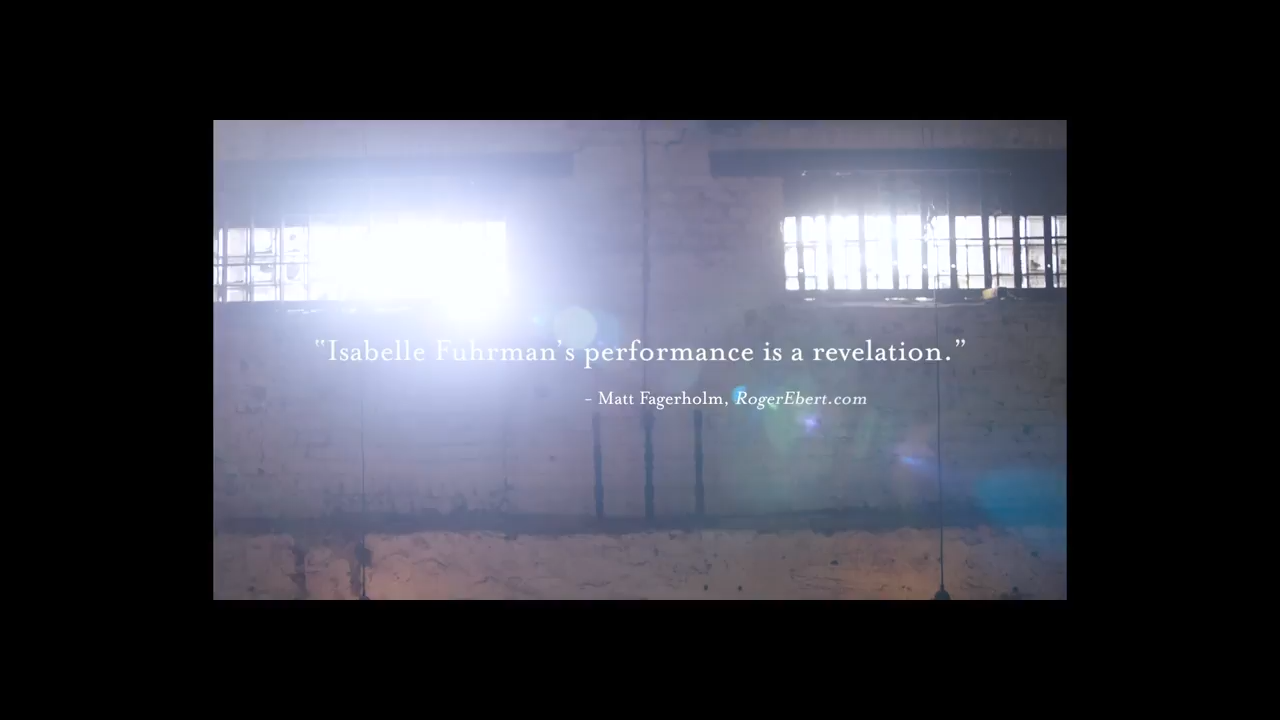 "Isabelle Fuhrman's performance is a revelation."
- Matt Fagerholm, RogerEbert.com